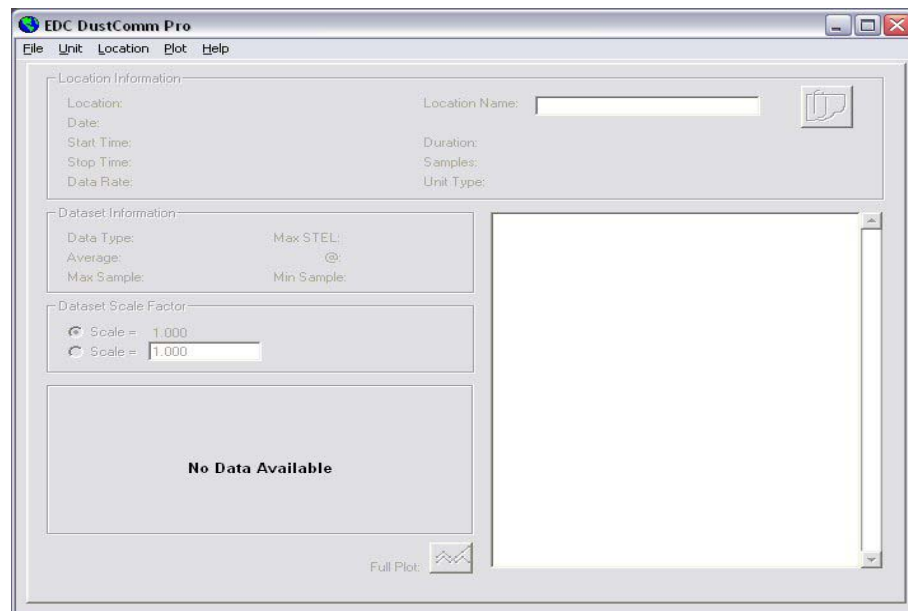 EDC DustComm Pro
File Unit Location Plot Help
Location Information
Location: Location Name:
Date:
Start Time: Duration:
Stop Time: Samples:
Data Rate: Unit Type:
Dataset Information
Data Type: Max STEL:
Average: @:
Max Sample: Min Sample:
Dataset Scale Factor
Scale = 1.000
Scale = 1.000
No Data Available
Full Plot: